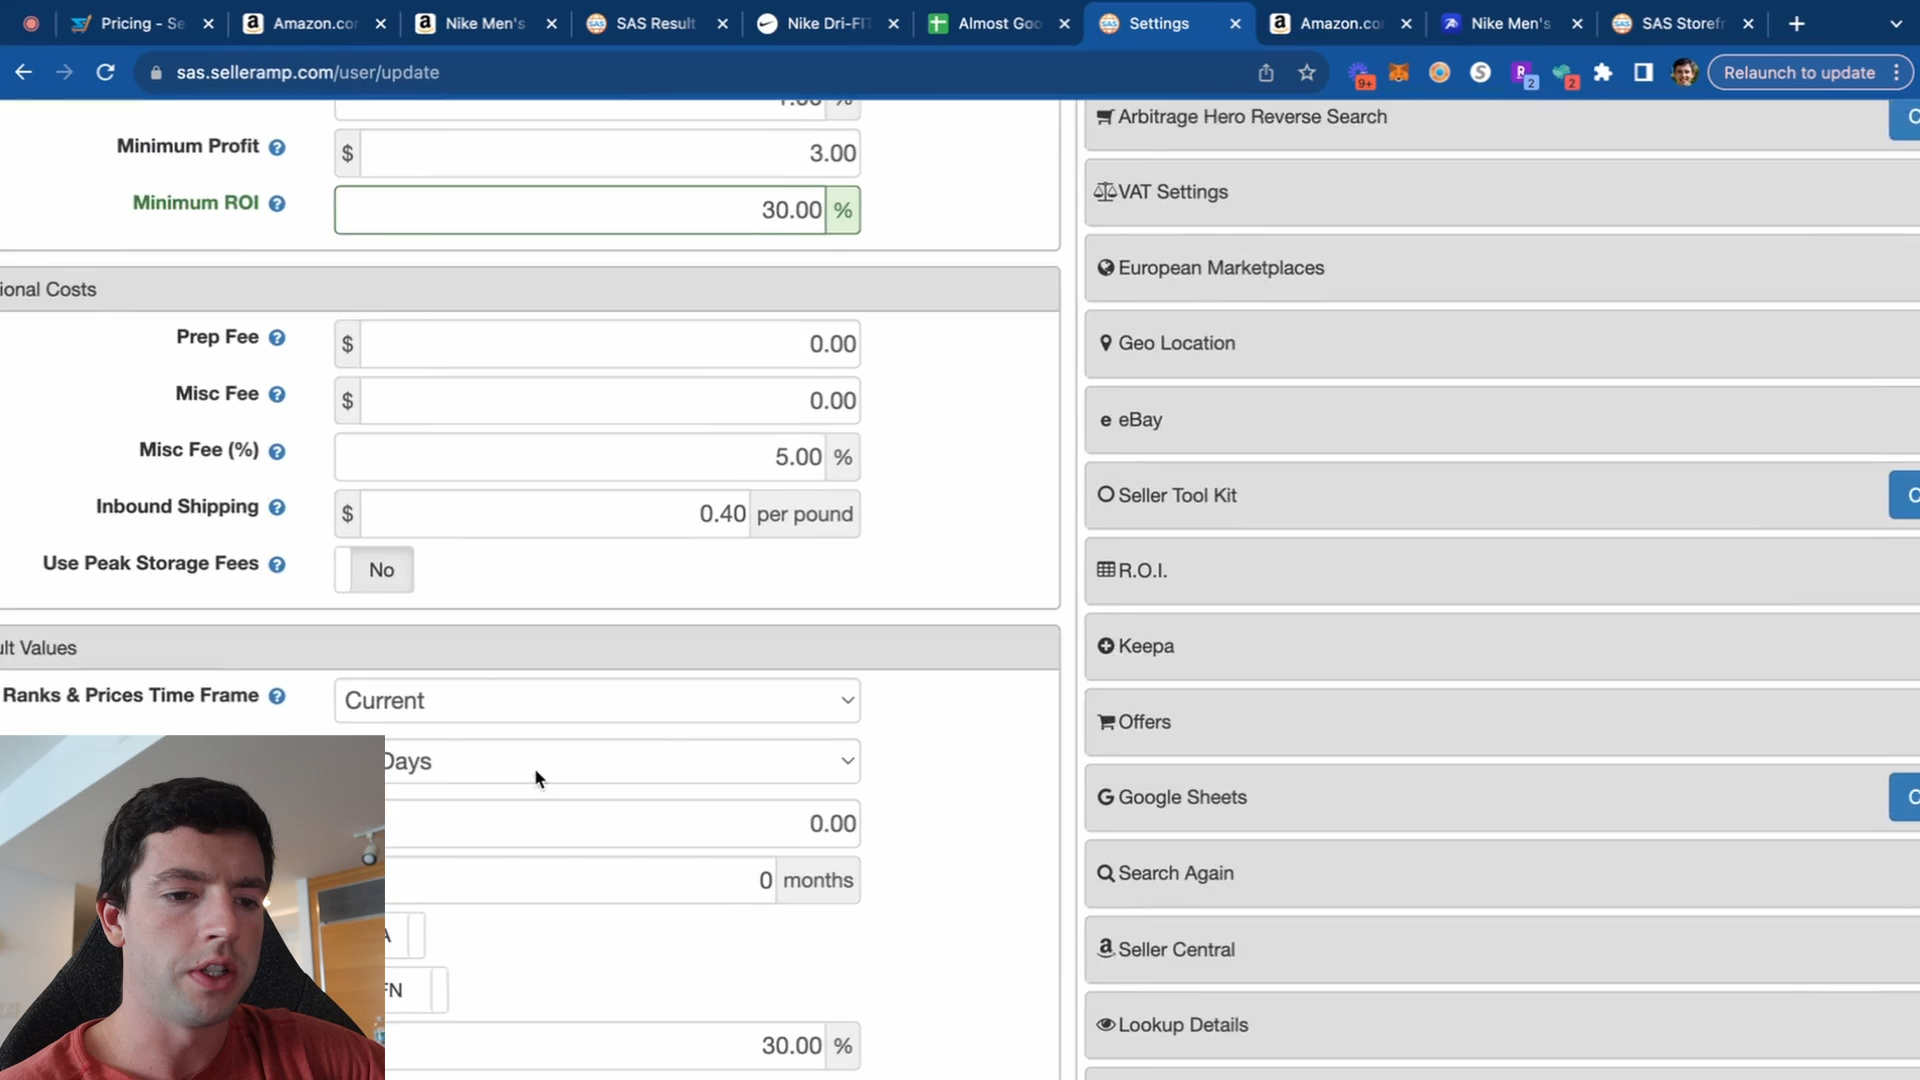 Pricing - Se
Amazon.co
Nike Men's
SAS Result
Nike Dri-FI
Almost Goo
Settings
Amazon.co
Nike Men's
SAS Storef
sas.selleramp.com/user/update
9+
2
2
Relaunch to update
%
Minimum Profit
$
3.00
Minimum ROI
30.00 %
ional Costs
Prep Fee
$
0.00
Misc Fee
$
0.00
Misc Fee (%)
5.00 %
Inbound Shipping
$
0.40 per pound
Use Peak Storage Fees
No
ult Values
Ranks & Prices Time Frame
Current
Days
0.00
0 months
A
FN
30.00 %
Arbitrage Hero Reverse Search
VAT Settings
European Marketplaces
Geo Location
e eBay
Seller Tool Kit
R.O.I.
Keepa
Offers
G Google Sheets
Search Again
a Seller Central
Lookup Details